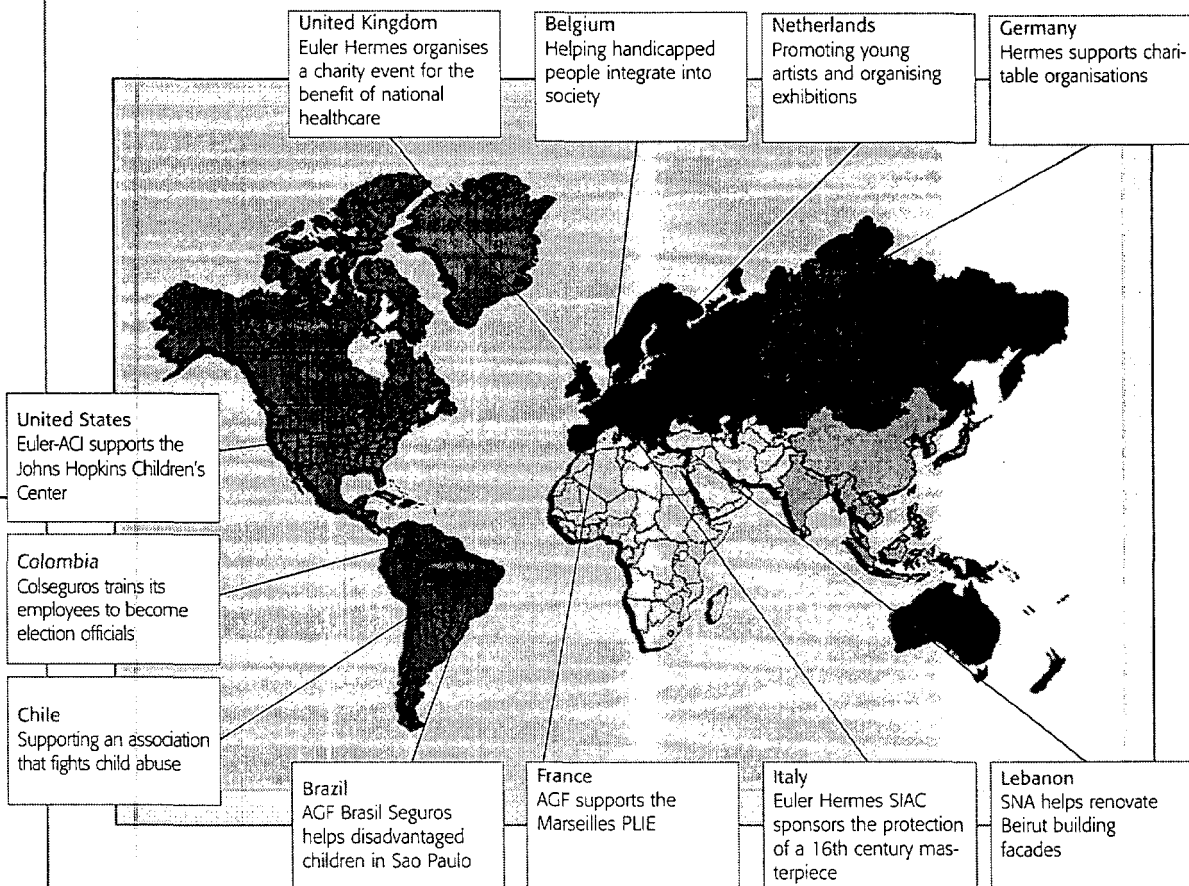 United Kingdom
Euler Hermes organises
a charity event for the
benefit of national
healthcare
Belgium
Helping handicapped
people integrate into
society
Netherlands
Promoting young
artists and organising
exhibitions
Germany
Hermes supports chari-
table organisations
United States
Euler-ACI supports the
Johns Hopkins Children's
Center
Colombia
Colseguros trains its
employees to become
election officials
Chile
Supporting an association
that fights child abuse
Brazil
AGF Brasil Seguros
helps disadvantaged
children in Sao Paulo
France
AGF supports the
Marseilles PLIE
Italy
Euler Hermes SIAC
sponsors the protection
of a 16th century mas-
terpiece
Lebanon
SNA helps renovate
Beirut building
facades